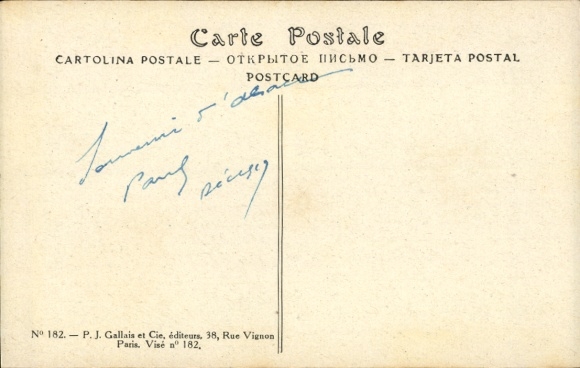 Carte Postale
CARTOLINA POSTALE — ОТКРЫТОЕ ПИСЬМО — TARJETA POSTAL
POSTCARD
Souvenir d'alsace
Paul
Nº 182. — P. J. Gallais et Cie, éditeurs. 38, Rue Vignon
Paris. Visé nº 182.